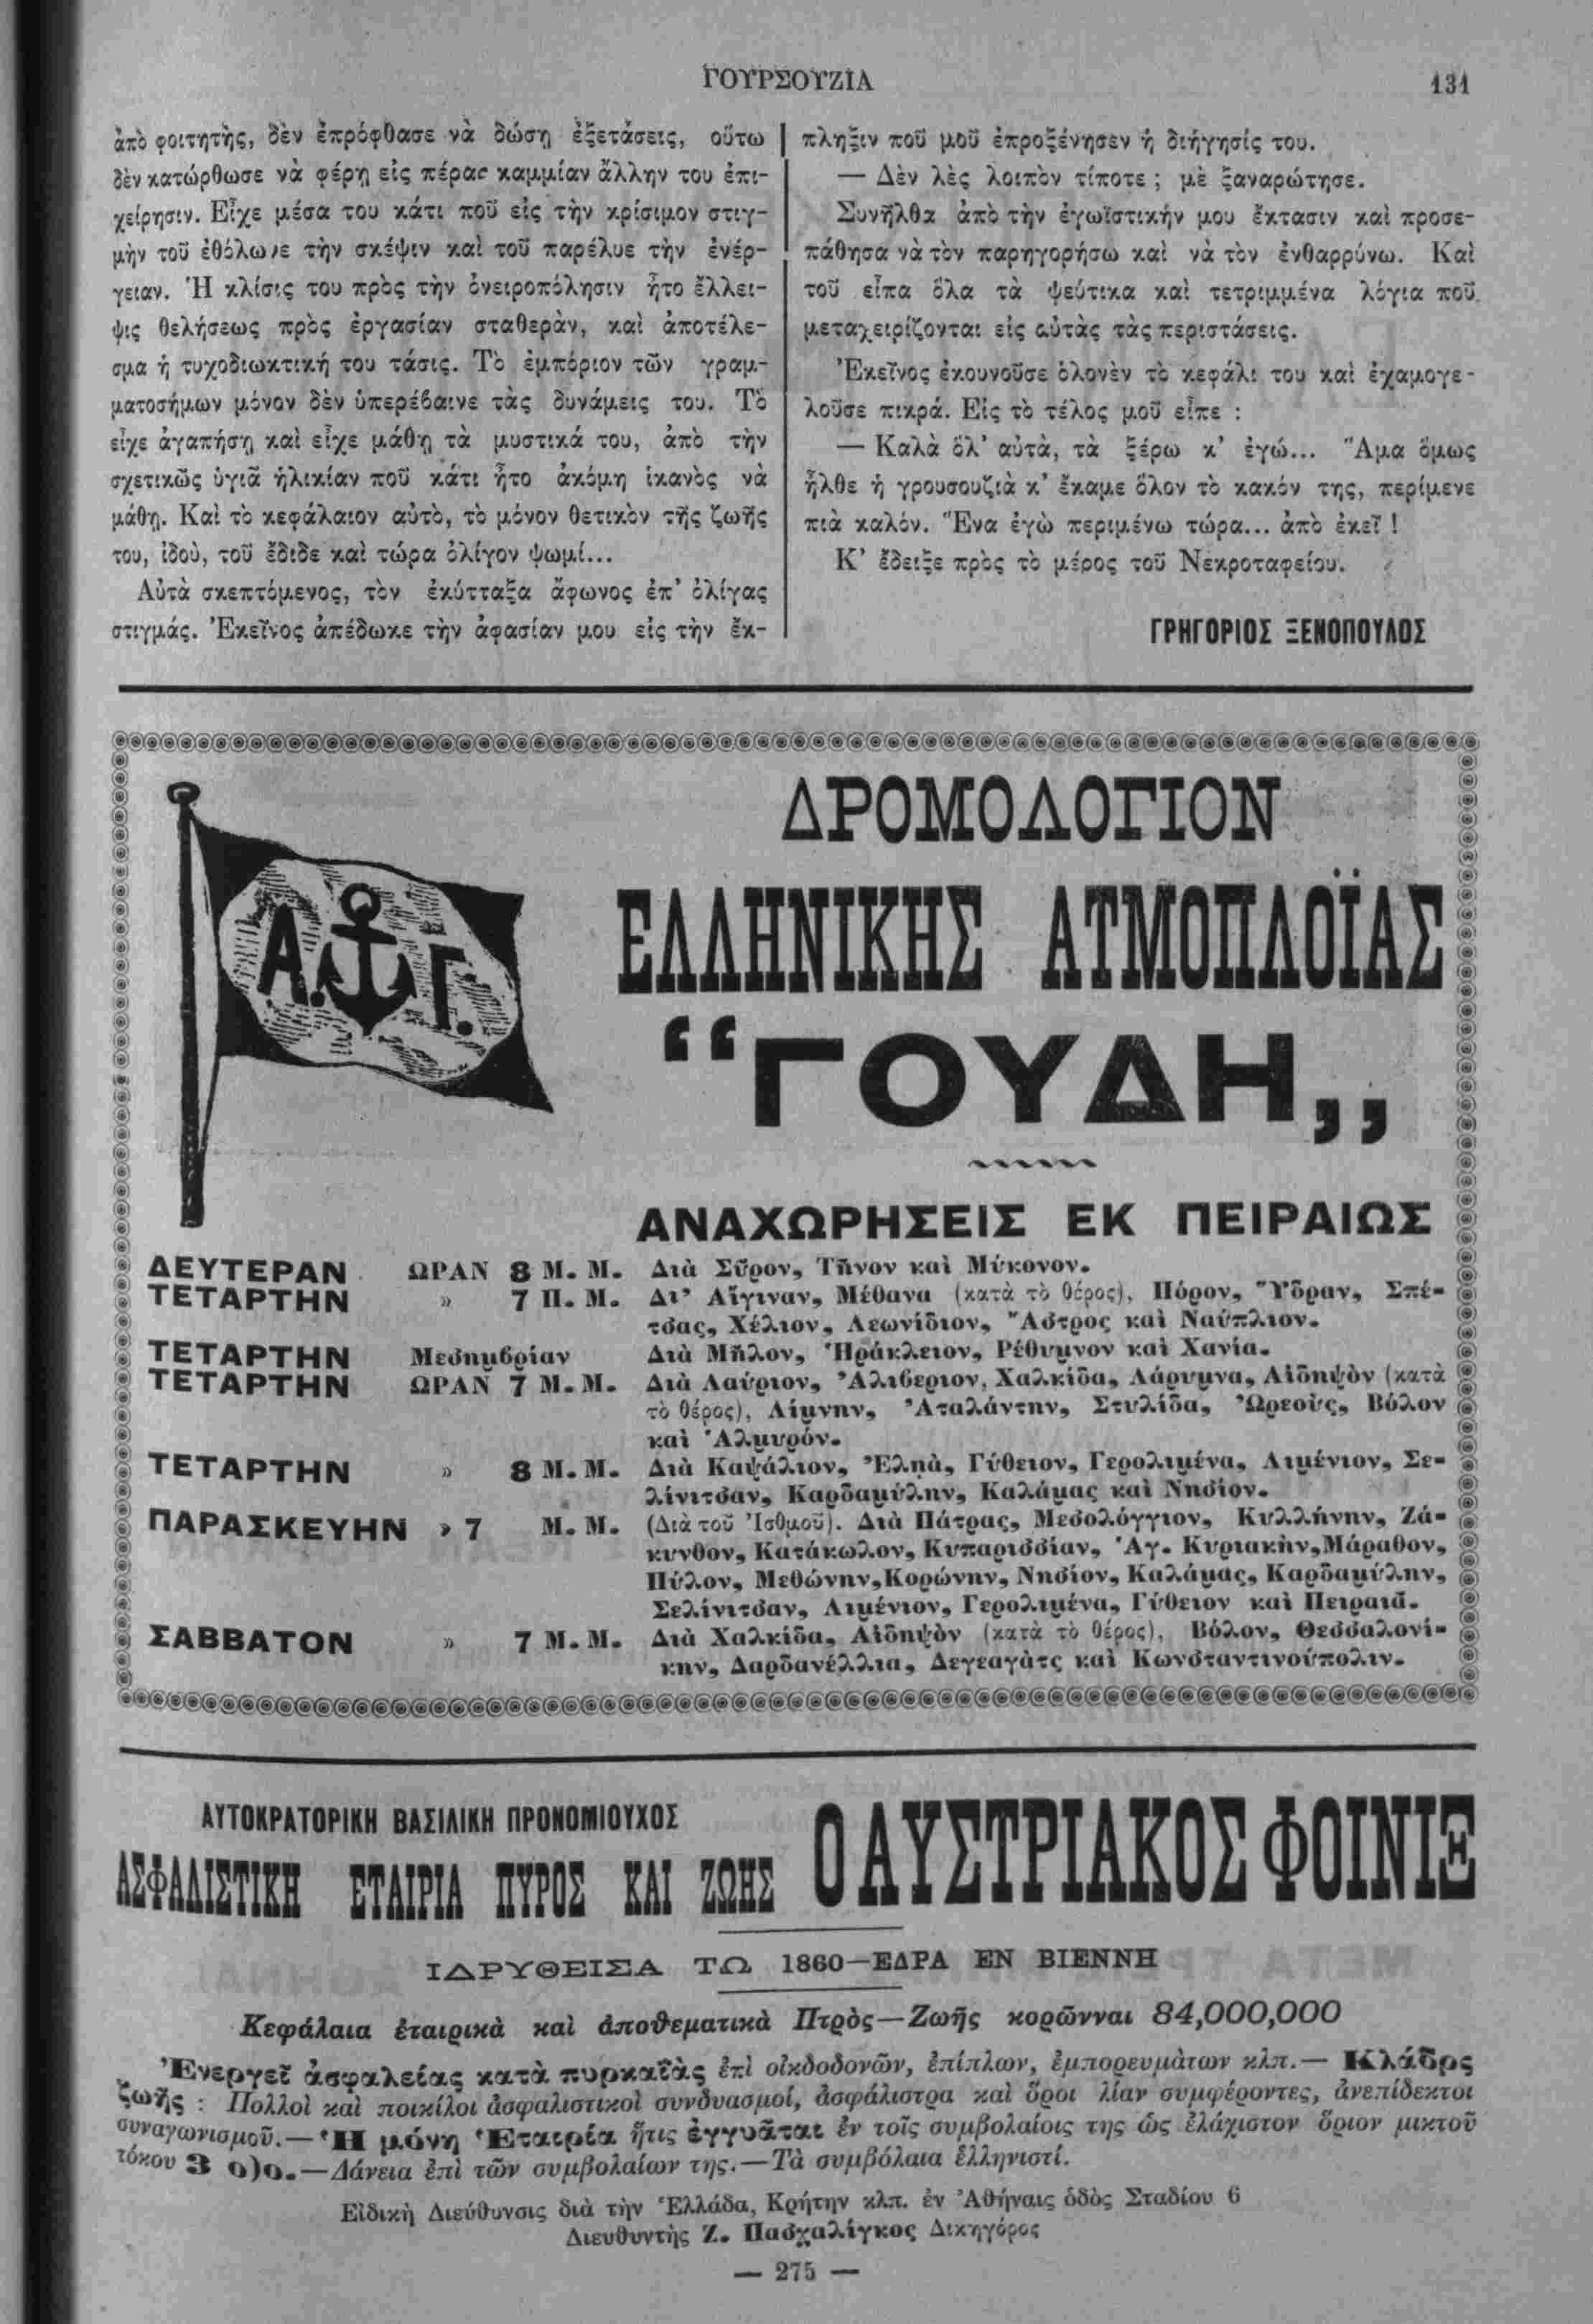 ΓΟΥΡΣΟΥΖΙΑ 131
ἀπὸ φοιτητής, δὲν ἐπρόφθασε νὰ δώσῃ ἐξετάσεις, οὕτω
δὲν κατώρθωσε νὰ φέρῃ εἰς πέρας καμμίαν ἄλλην του ἐπι-
χείρησιν. Εἶχε μέσα του κάτι ποῦ εἰς τὴν κρίσιμον στιγ-
μὴν τοῦ ἐθόλωνε τὴν σκέψιν καὶ τοῦ παρέλυε τὴν ἐνέρ-
γειαν. Ἡ κλίσις του πρὸς τὴν ὀνειροπόλησιν ἦτο ἔλλει-
ψις θελήσεως πρὸς ἐργασίαν σταθερὰν, καὶ ἀποτέλε-
σμα ἡ τυχοδιωκτική του τάσις. Τὸ ἐμπόριον τῶν γραμ-
ματοσήμων μόνον δὲν ὑπερέβαινε τὰς δυνάμεις του. Τὸ
εἶχε ἀγαπήσῃ καὶ εἶχε μάθῃ τὰ μυστικά του, ἀπὸ τὴν
σχετικῶς ὑγιᾶ ἡλικίαν ποῦ κάτι ἦτο ἀκόμη ἱκανὸς νὰ
μάθῃ. Καὶ τὸ κεφάλαιον αὐτὸ, τὸ μόνον θετικὸν τῆς ζωῆς
του, ἰδοὺ, τοῦ ἔδιδε καὶ τώρα ὀλίγον ψωμί...
Αὐτὰ σκεπτόμενος, τὸν ἐκύτταξα ἄφωνος ἐπ' ὀλίγας
στιγμάς. Ἐκεῖνος ἀπέδωκε τὴν ἀφασίαν μου εἰς τὴν ἔκ-
πληξιν ποῦ μοῦ ἐπροξένησεν ἡ διήγησίς του.
— Δὲν λὲς λοιπὸν τίποτε ; μὲ ξαναρώτησε.
Συνῆλθα ἀπὸ τὴν ἐγωϊστικήν μου ἔκτασιν καὶ προσε-
πάθησα νὰ τὸν παρηγορήσω καὶ νὰ τὸν ἐνθαρρύνω. Καὶ
τοῦ εἶπα ὅλα τὰ ψεύτικα καὶ τετριμμένα λόγια ποῦ
μεταχειρίζονται εἰς αὐτὰς τὰς περιστάσεις.
Ἐκεῖνος ἐκουνοῦσε ὁλονὲν τὸ κεφάλι του καὶ ἐχαμογε-
λοῦσε πικρά. Εἰς τὸ τέλος μοῦ εἶπε :
— Καλὰ ὅλ' αὐτὰ, τὰ ξέρω κ' ἐγώ... Ἅμα ὅμως
ἦλθε ἡ γρουσουζιὰ κ' ἔκαμε ὅλον τὸ κακόν της, περίμενε
πιὰ καλόν. Ἕνα ἐγὼ περιμένω τώρα... ἀπὸ ἐκεῖ !
Κ' ἔδειξε πρὸς τὸ μέρος τοῦ Νεκροταφείου.
ΓΡΗΓΟΡΙΟΣ ΞΕΝΟΠΟΥΛΟΣ
Α. Γ.
ΔΡΟΜΟΛΟΓΙΟΝ
ΕΛΛΗΝΙΚΗΣ ΑΤΜΟΠΛΟΪΑΣ
“ΓΟΥΔΗ„
ΑΝΑΧΩΡΗΣΕΙΣ ΕΚ ΠΕΙΡΑΙΩΣ
ΔΕΥΤΕΡΑΝ ΩΡΑΝ 8 Μ. Μ. Διὰ Σῦρον, Τῆνον καὶ Μύκονον.
ΤΕΤΑΡΤΗΝ » 7 Π. Μ. Δι' Αἴγιναν, Μέθανα (κατὰ τὸ θέρος), Πόρον, Ὕδραν, Σπέ-
τσας, Χέλιον, Λεωνίδιον, Ἄστρος καὶ Ναύπλιον.
ΤΕΤΑΡΤΗΝ Μεσημβρίαν Διὰ Μῆλον, Ἡράκλειον, Ρέθυμνον καὶ Χανία.
ΤΕΤΑΡΤΗΝ ΩΡΑΝ 7 Μ. Μ. Διὰ Λαύριον, Ἀλιβεριον, Χαλκίδα, Λάρυμνα, Αἰδηψὸν (κατὰ
τὸ θέρος), Λίμνην, Ἀταλάντην, Στυλίδα, Ὠρεοὺς, Βόλον
καὶ Ἁλμυρόν.
ΤΕΤΑΡΤΗΝ » 8 Μ. Μ. Διὰ Καψάλιον, Ἐληὰ, Γύθειον, Γερολιμένα, Λιμένιον, Σε-
λίνιτσαν, Καρδαμύλην, Καλάμας καὶ Νησίον.
ΠΑΡΑΣΚΕΥΗΝ » 7 Μ. Μ. (Διὰ τοῦ Ἰσθμοῦ). Διὰ Πάτρας, Μεσολόγγιον, Κυλλήνην, Ζά-
κυνθον, Κατάκωλον, Κυπαρισσίαν, Ἁγ. Κυριακὴν, Μάραθον,
Πύλον, Μεθώνην, Κορώνην, Νησίον, Καλάμας, Καρδαμύλην,
Σελίνιτσαν, Λιμένιον, Γερολιμένα, Γύθειον καὶ Πειραιᾶ.
ΣΑΒΒΑΤΟΝ » 7 Μ. Μ. Διὰ Χαλκίδα, Αἰδηψὸν (κατὰ τὸ θέρος), Βόλον, Θεσσαλονί-
κην, Δαρδανέλλια, Δεγεαγὰτς καὶ Κωνσταντινούπολιν.
ΑΥΤΟΚΡΑΤΟΡΙΚΗ ΒΑΣΙΛΙΚΗ ΠΡΟΝΟΜΙΟΥΧΟΣ
ΑΣΦΑΛΙΣΤΙΚΗ ΕΤΑΙΡΙΑ ΠΥΡΟΣ ΚΑΙ ΖΩΗΣ Ο ΑΥΣΤΡΙΑΚΟΣ ΦΟΙΝΙΞ
ΙΔΡΥΘΕΙΣΑ ΤΩ 1860—ΕΔΡΑ ΕΝ ΒΙΕΝΝΗ
Κεφάλαια ἑταιρικὰ καὶ ἀποθεματικὰ Πτρὸς—Ζωῆς κορῶνναι 84,000,000
Ἐνεργεῖ ἀσφαλείας κατὰ πυρκαϊᾶς ἐπὶ οἰκδοδονῶν, ἐπίπλων, ἐμπορευμὰτων κλπ.— Κλάδος
ζωῆς : Πολλοὶ καὶ ποικίλοι ἀσφαλιστικοὶ συνδυασμοί, ἀσφάλιστρα καὶ ὅροι λίαν συμφέροντες, ἀνεπίδεκτοι
συναγωνισμοῦ.—Ἡ μόνη Ἑταιρία ἥτις ἐγγυᾶται ἐν τοῖς συμβολαίοις της ὡς ἐλάχιστον ὅριον μικτοῦ
τόκου 3 ο)ο.—Δάνεια ἐπὶ τῶν συμβολαίων της.—Τὰ συμβόλαια ἑλληνιστί.
Εἰδικὴ Διεύθυνσις διὰ τὴν Ἑλλάδα, Κρήτην κλπ. ἐν Ἀθήναις ὁδὸς Σταδίου 6
Διευθυντὴς Ζ. Πασχαλίγκος Δικηγόρος
— 275 —